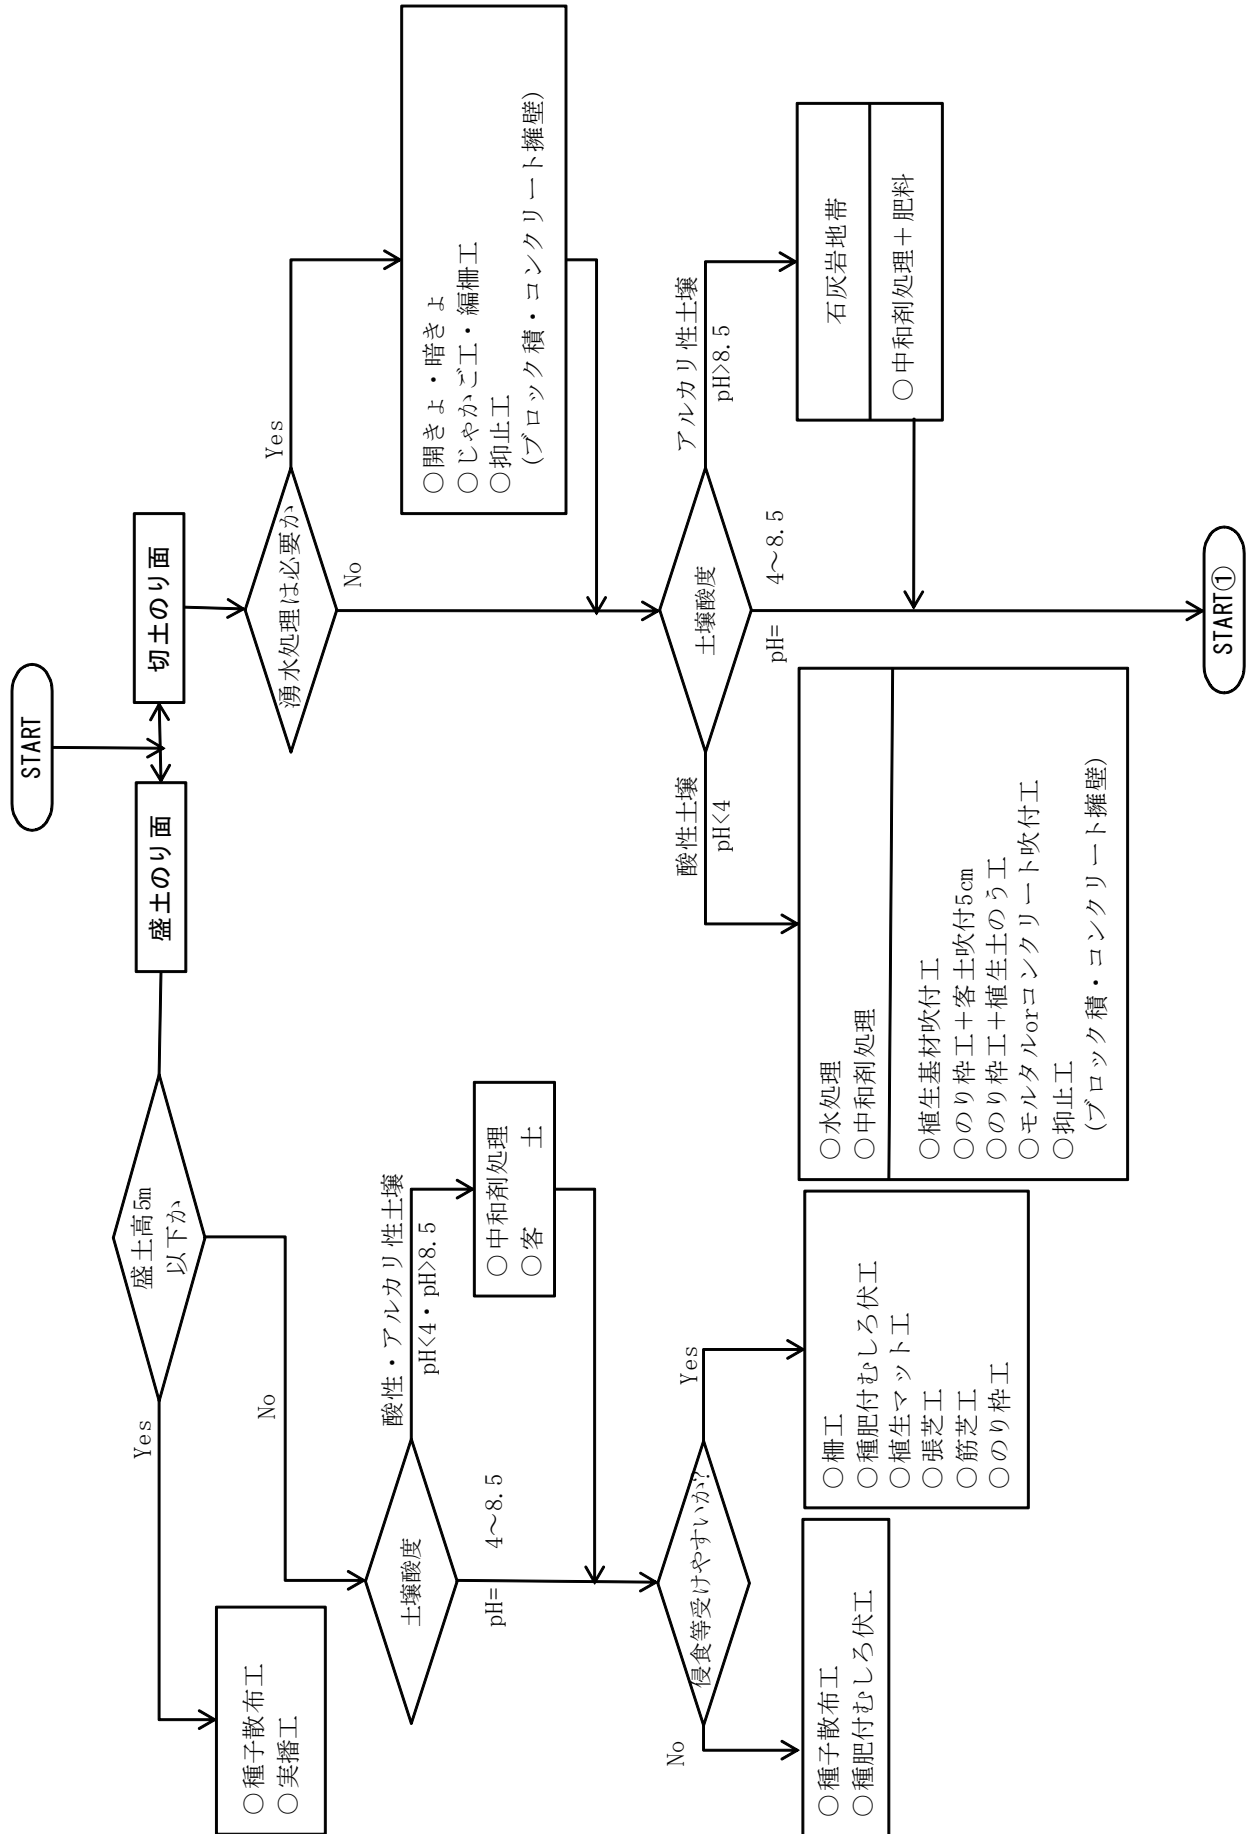 START
盛土のり面
切土のり面
盛土高5m
以下か
Yes
No
○種子散布工
○実播工
土壌酸度
酸性・アルカリ性土壌
pH<4・pH>8.5
pH=　4～8.5
○中和剤処理
○客　土
侵食等受けやすいか?
No
Yes
○種子散布工
○種肥付むしろ伏工
○柵工
○種肥付むしろ伏工
○植生マット工
○張芝工
○筋芝工
○のり枠工
湧水処理は必要か
Yes
No
○開きょ・暗きょ
○じゃかご工・編柵工
○抑止工
(ブロック積・コンクリート擁壁)
土壌酸度
酸性土壌
pH<4
pH=　4～8.5
アルカリ性土壌
pH>8.5
○水処理
○中和剤処理
○植生基材吹付工
○のり枠工＋客土吹付5cm
○のり枠工＋植生土のう工
○モルタルorコンクリート吹付工
○抑止工
(ブロック積・コンクリート擁壁)
石灰岩地帯
○中和剤処理＋肥料
START①